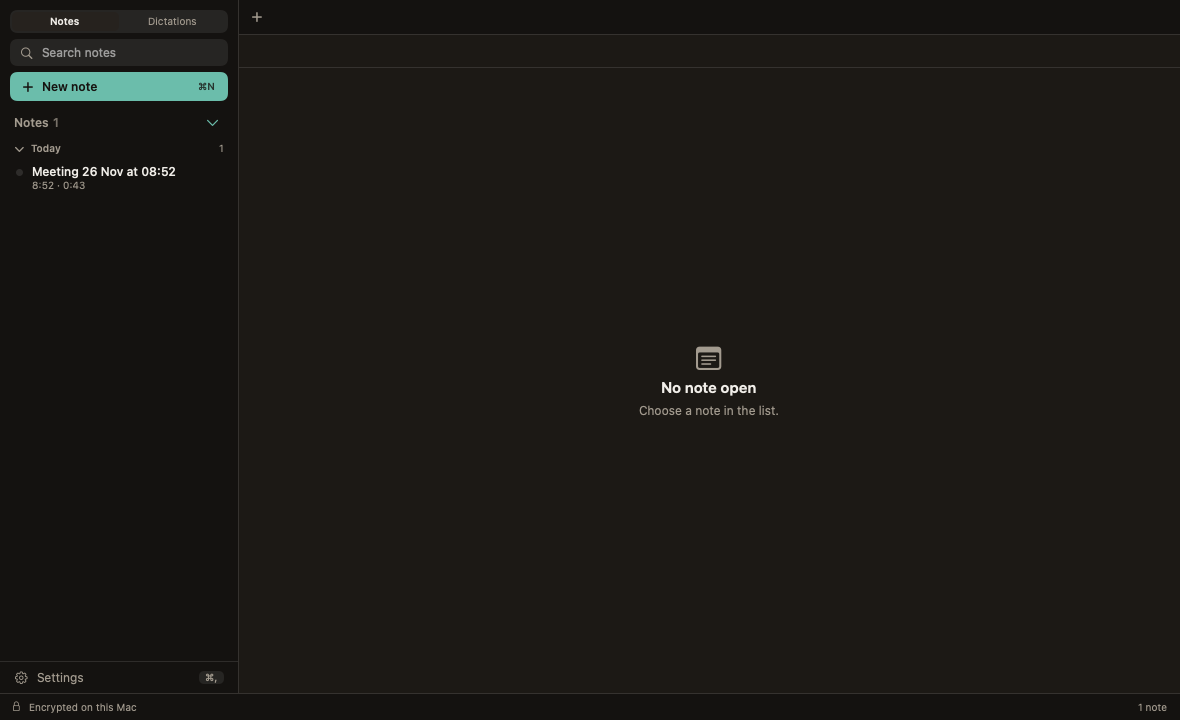 Notes
Dictations
Search notes
New note ⌘N
Notes 1
Today 1
Meeting 26 Nov at 08:52
8:52 · 0:43
No note open
Choose a note in the list.
Settings ⌘,
Encrypted on this Mac
1 note